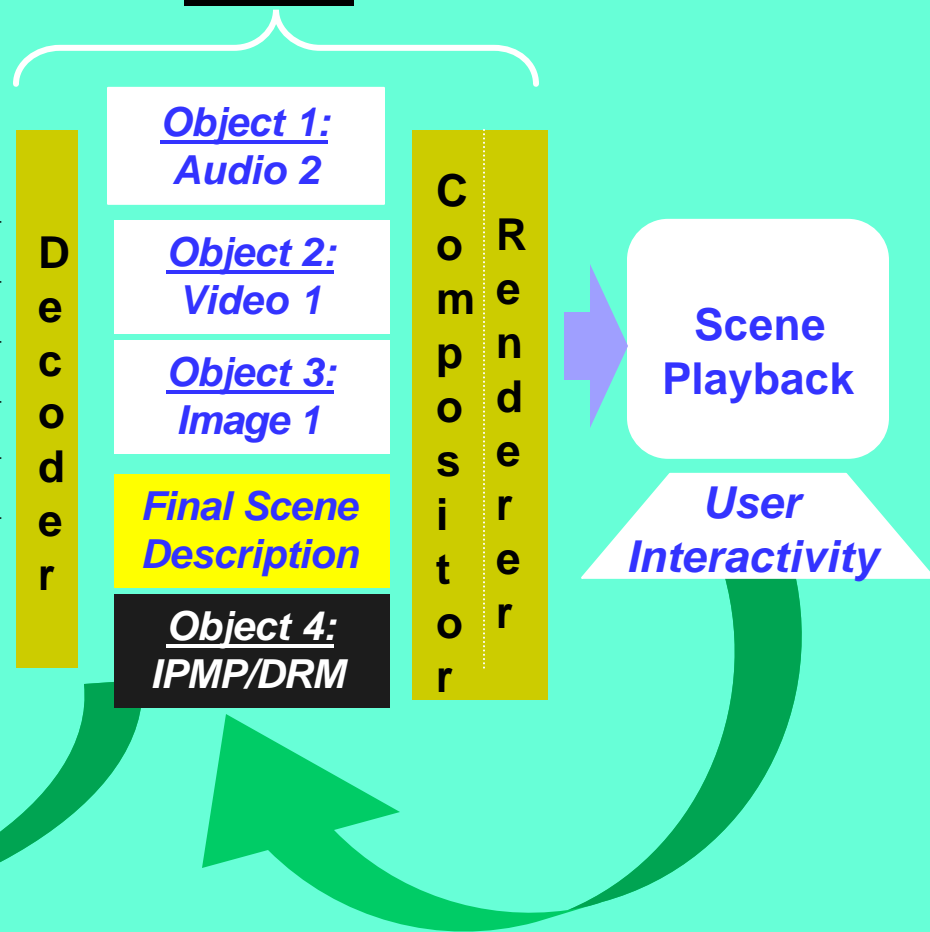 Decoder
Object 1:
Audio 2
Object 2:
Video 1
Object 3:
Image 1
Final Scene
Description
Object 4:
IPMP/DRM
Compositor
Renderer
Scene
Playback
User
Interactivity